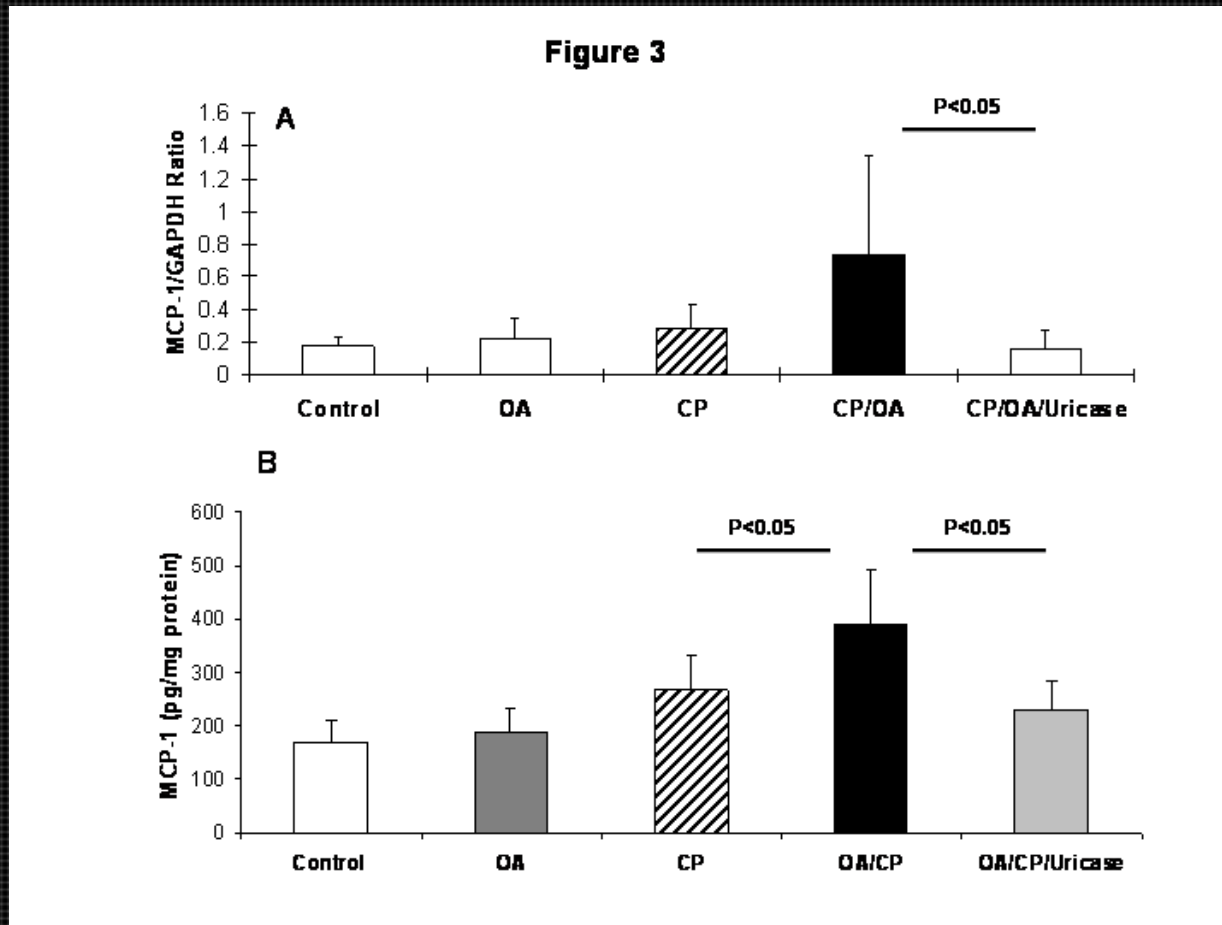 Figure 3
A
P<0.05
MCP-1/GAPDH Ratio
1.6
1.4
1.2
1
0.8
0.6
0.4
0.2
0
Control OA CP CP/OA CP/OA/Uricase
B
P<0.05 P<0.05
MCP-1 (pg/mg protein)
600
500
400
300
200
100
0
Control OA CP OA/CP OA/CP/Uricase